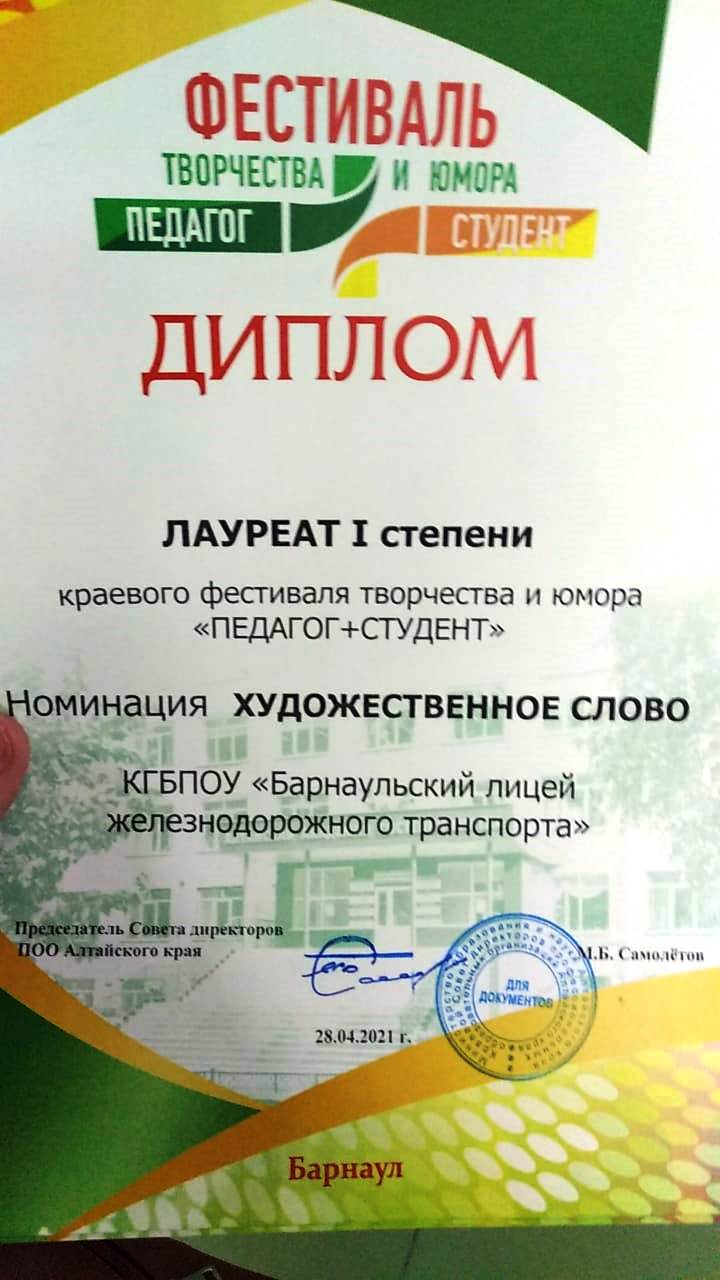 ФЕСТИВАЛЬ
ТВОРЧЕСТВА И ЮМОРА
ПЕДАГОГ СТУДЕНТ
ДИПЛОМ
ЛАУРЕАТ I степени
краевого фестиваля творчества и юмора
«ПЕДАГОГ+СТУДЕНТ»
Номинация ХУДОЖЕСТВЕННОЕ СЛОВО
КГБПОУ «Барнаульский лицей
железнодорожного транспорта»
Председатель Совета директоров
ПОО Алтайского края
М.Б. Самолётов
ДЛЯ
ДОКУМЕНТОВ
28.04.2021 г.
Барнаул